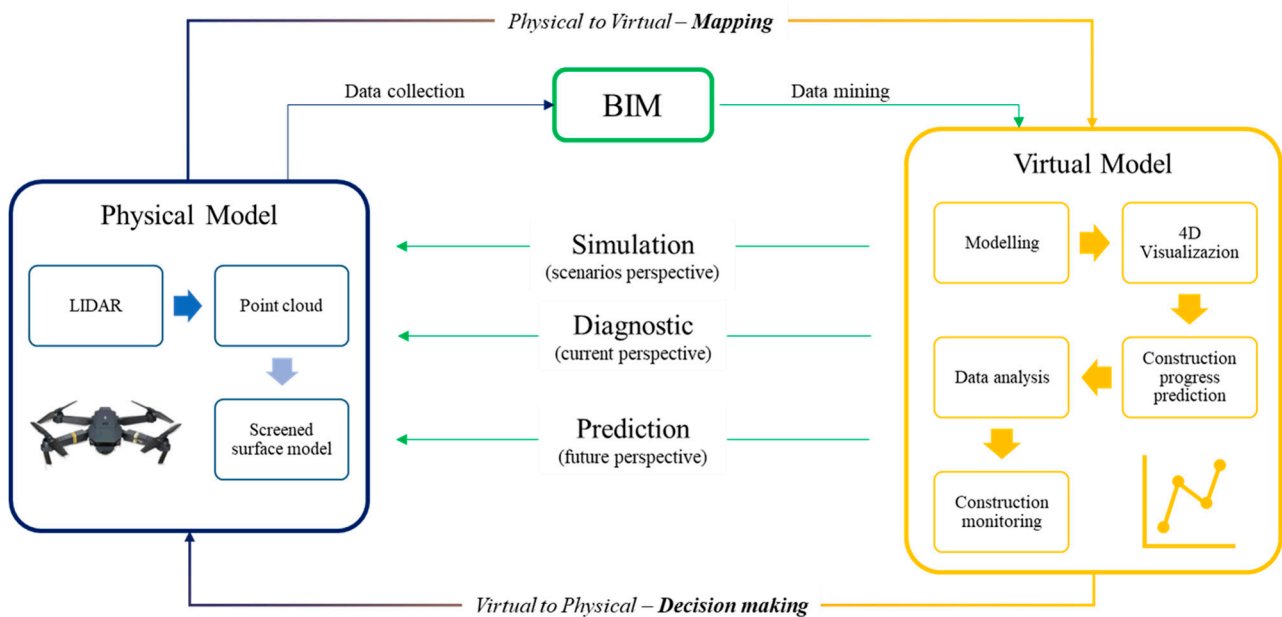 Physical to Virtual – Mapping
Data collection
BIM
Data mining
Physical Model
LIDAR
Point cloud
Screened
surface model
Simulation
(scenarios perspective)
Diagnostic
(current perspective)
Prediction
(future perspective)
Virtual Model
Modelling
4D
Visualizazion
Construction
progress
prediction
Data analysis
Construction
monitoring
Virtual to Physical – Decision making